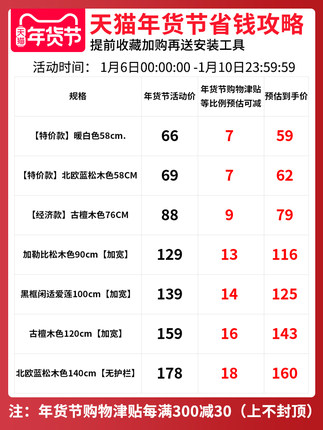 天猫
年货节
天猫年货节省钱攻略
提前收藏加购再送安装工具
活动时间： 1月6日00:00:00 -1月10日23:59:59
规格 年货节活动价 年货节购物津贴等比例预估可减 预估到手价
【特价款】暖白色58cm. 66 7 59
【特价款】北欧蓝松木色58CM 69 7 62
【经济款】古檀木色76CM 88 9 79
加勒比松木色90cm【加宽】 129 13 116
黑框闲适爱莲100cm【加宽】 139 14 125
古檀木色120cm【加宽】 159 16 143
北欧蓝松木色140cm【无护栏】 178 18 160
注：年货节购物津贴每满300减30（上不封顶）